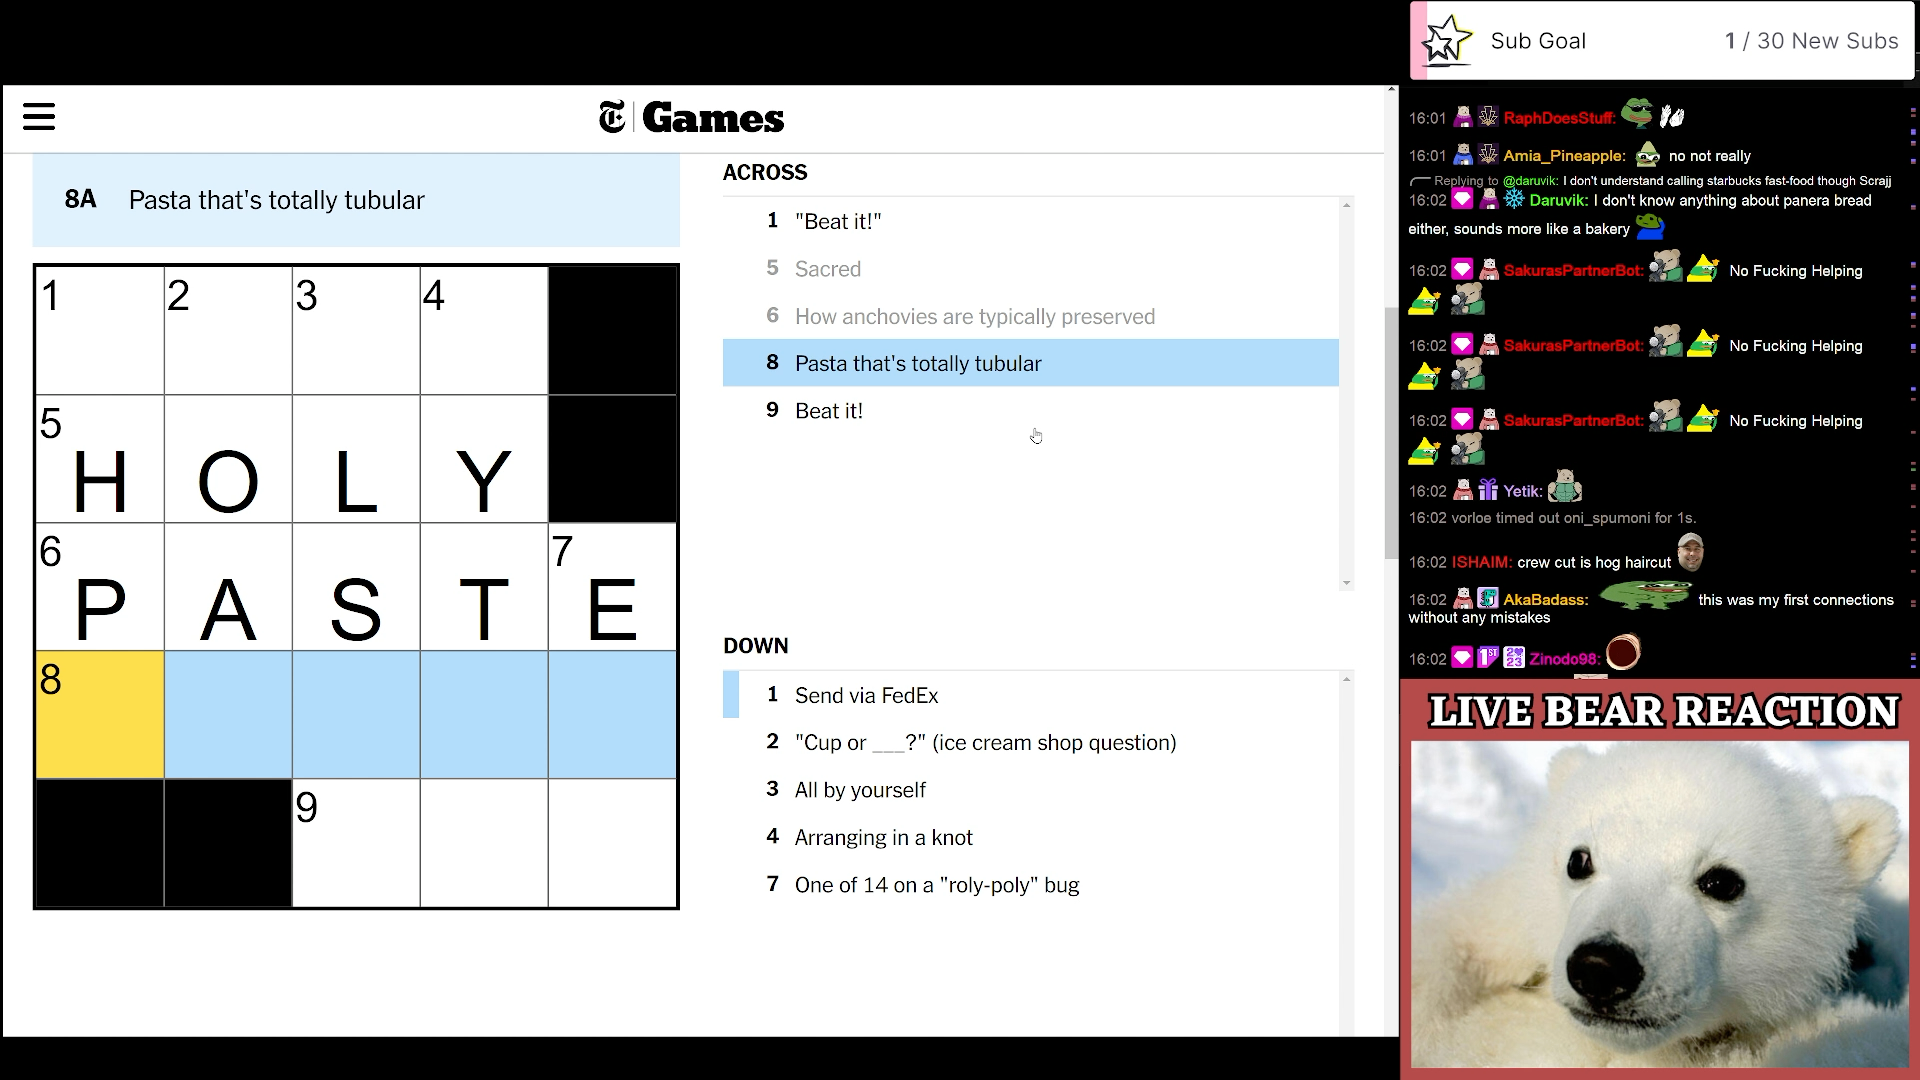 Games
8A Pasta that's totally tubular
1 2 3 4
5 H O L Y
6 P A S T 7 E
8
9
ACROSS
1 "Beat it!"
5 Sacred
6 How anchovies are typically preserved
8 Pasta that's totally tubular
9 Beat it!
DOWN
1 Send via FedEx
2 "Cup or ___?" (ice cream shop question)
3 All by yourself
4 Arranging in a knot
7 One of 14 on a "roly-poly" bug
Sub Goal 1 / 30 New Subs
16:01 RaphDoesStuff:
16:01 Amia_Pineapple: no not really
Replying to @daruvik: I don't understand calling starbucks fast-food though Scrajj
16:02 Daruvik: I don't know anything about panera bread
either, sounds more like a bakery
16:02 SakurasPartnerBot: No Fucking Helping
16:02 SakurasPartnerBot: No Fucking Helping
16:02 SakurasPartnerBot: No Fucking Helping
16:02 Yetik:
16:02 vorloe timed out oni_spumoni for 1s.
16:02 ISHAIM: crew cut is hog haircut
16:02 AkaBadass: this was my first connections
without any mistakes
16:02 1ST Zinodo98:
LIVE BEAR REACTION